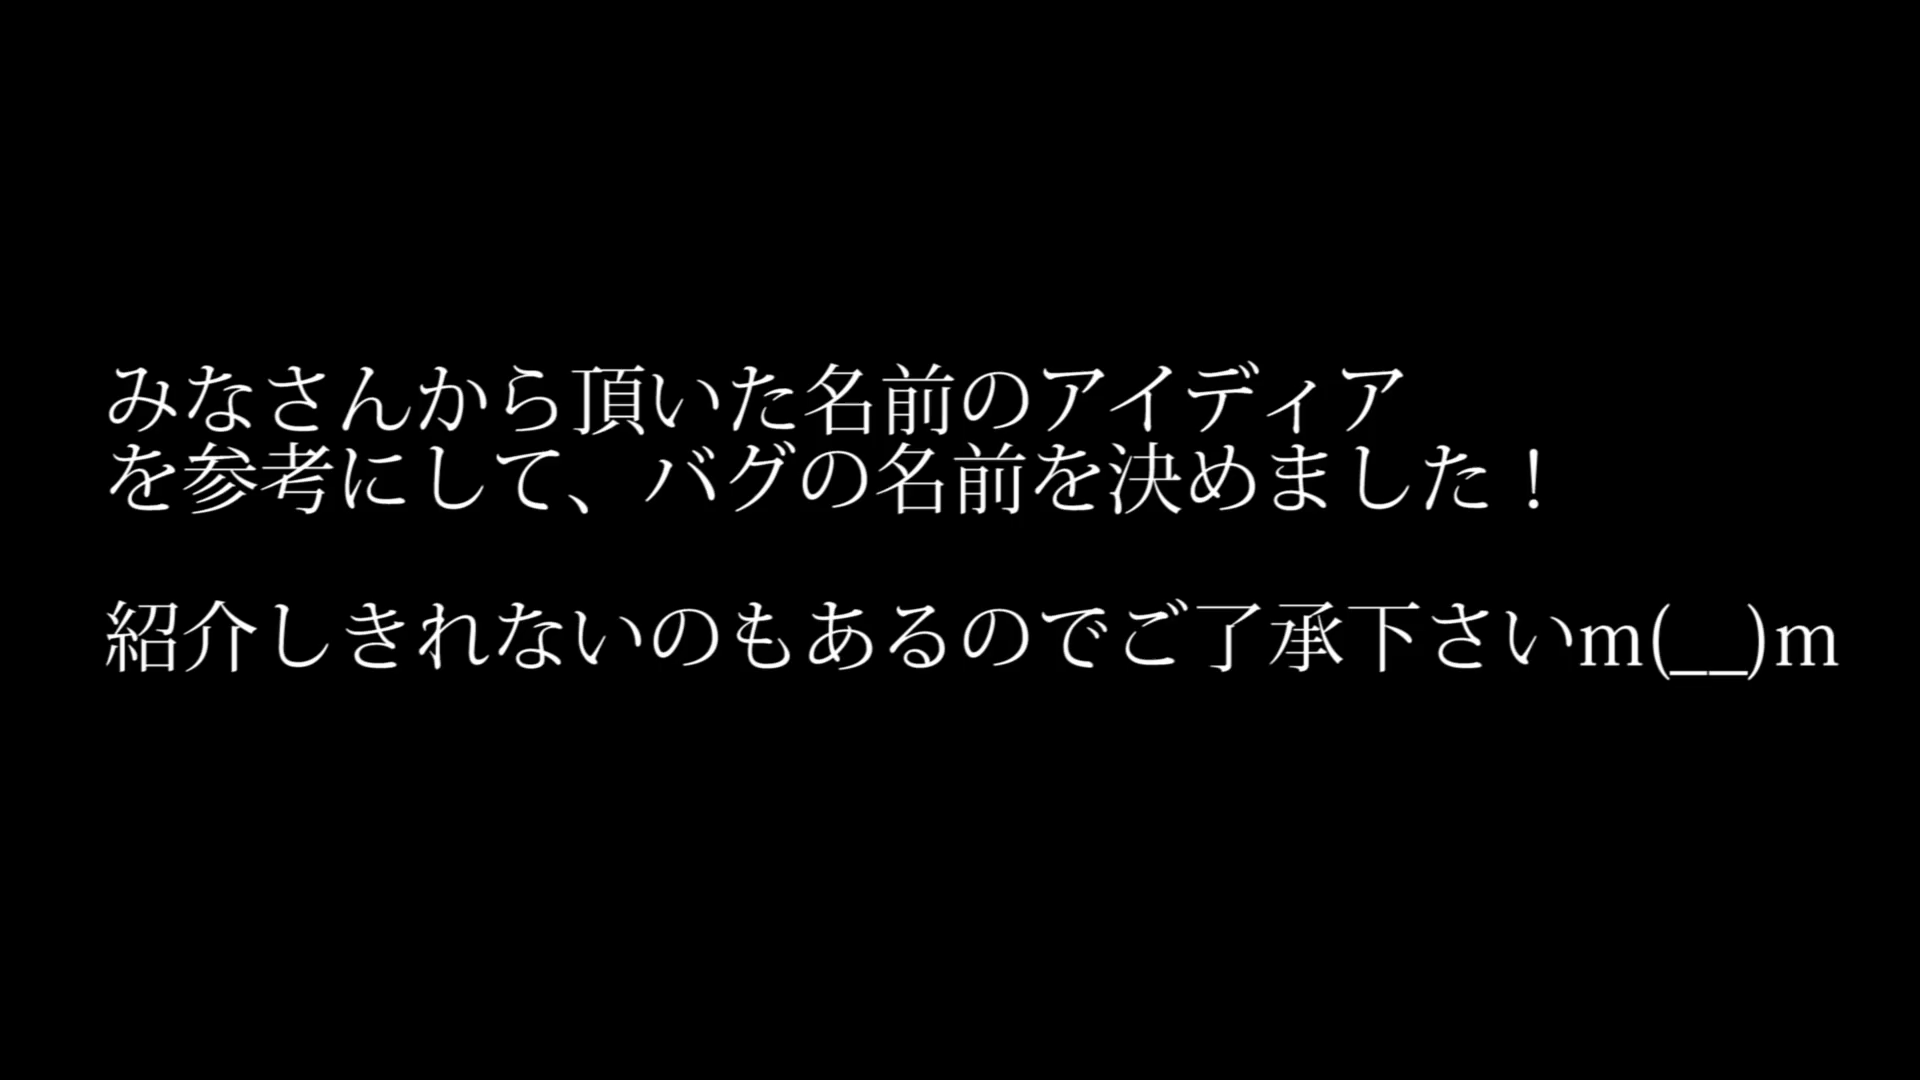 みなさんから頂いた名前のアイディア
を参考にして、バグの名前を決めました！
紹介しきれないのもあるのでご了承下さいm(__)m